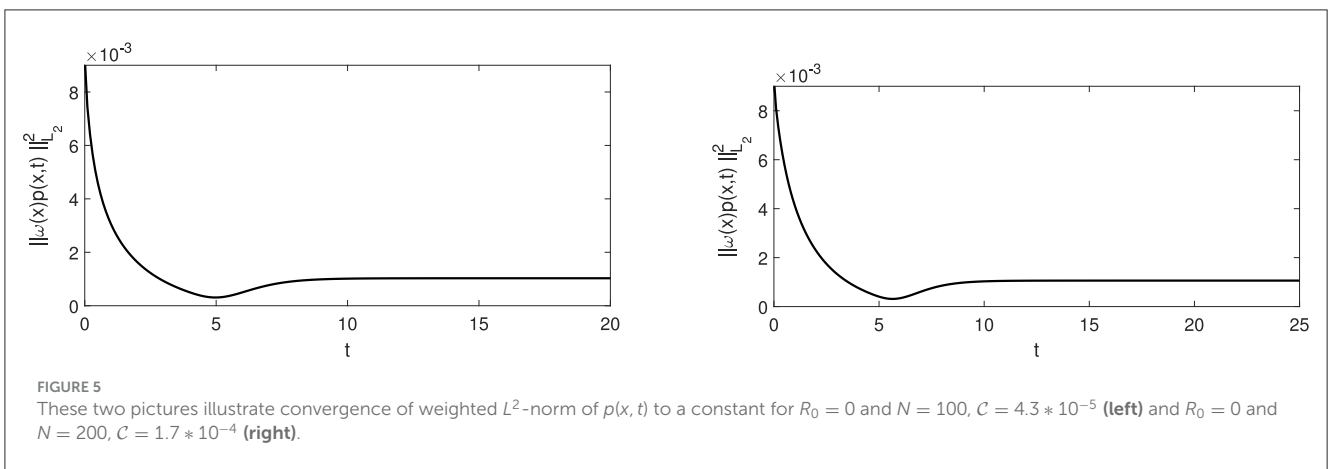 ×10-3
8
6
4
2
0
||ω(x)p(x,t) ||2L2
0 5 10 15 20
t
×10-3
8
6
4
2
0
||ω(x)p(x,t) ||2L2
0 5 10 15 20 25
t
FIGURE 5
These two pictures illustrate convergence of weighted L²-norm of p(x, t) to a constant for R₀ = 0 and N = 100, 𝒞 = 4.3 ∗ 10⁻⁵ (left) and R₀ = 0 and
N = 200, 𝒞 = 1.7 ∗ 10⁻⁴ (right).